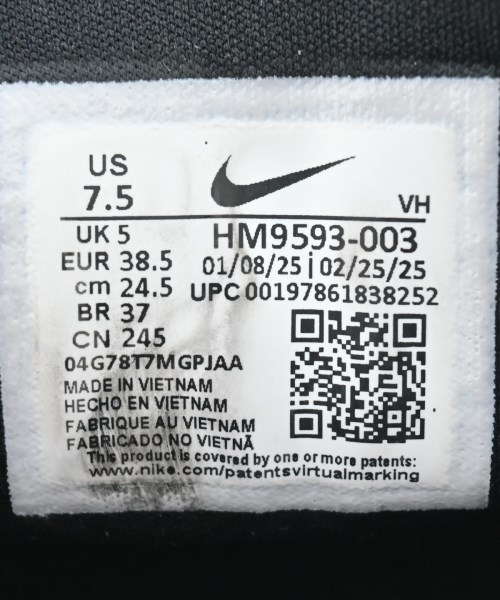 US
7.5
VH
UK 5
HM9593-003
EUR 38.5
01/08/25 | 02/25/25
cm 24.5
UPC 00197861838252
BR 37
CN 245
04G78T7MGPJAA
MADE IN VIETNAM
HECHO EN VIETNAM
FABRIQUE AU VIETNAM
FABRICADO NO VIETNÃ
This product is covered by one or more patents:
www.nike.com/patentsvirtualmarking